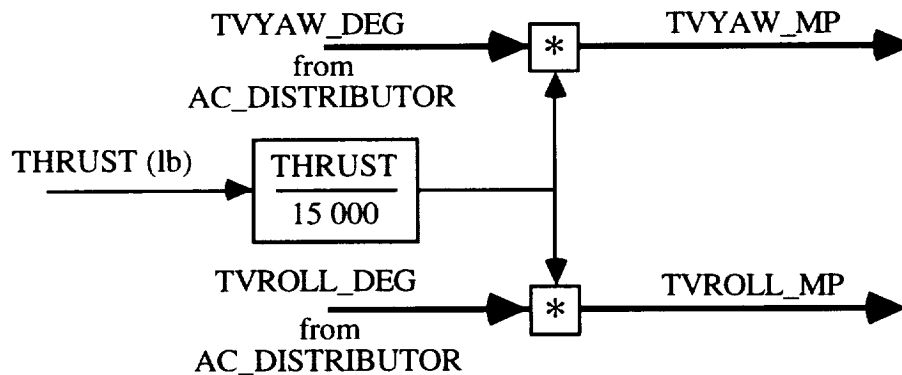 TVYAW_DEG
TVYAW_MP
*
from
AC_DISTRIBUTOR
THRUST (lb)
THRUST
15 000
TVROLL_DEG
TVROLL_MP
*
from
AC_DISTRIBUTOR